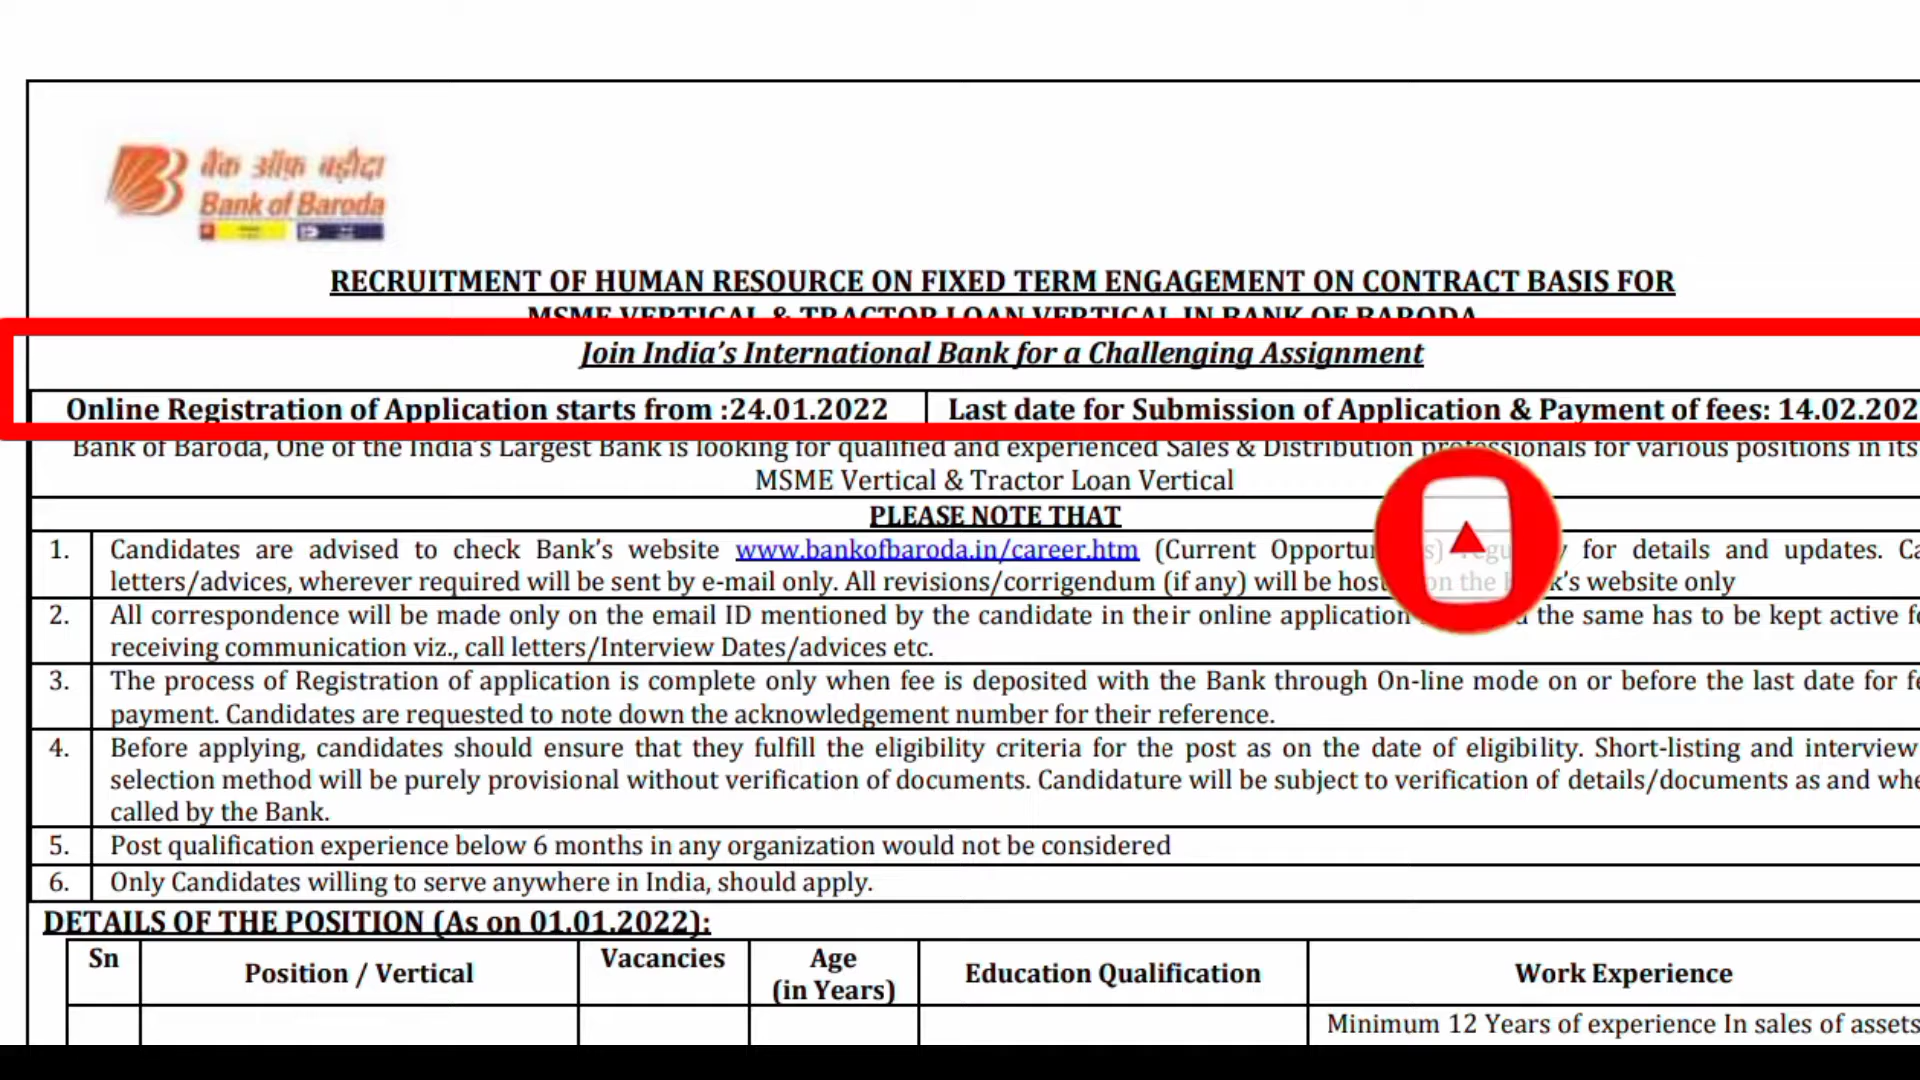 बैंक ऑफ़ बड़ौदा
Bank of Baroda
RECRUITMENT OF HUMAN RESOURCE ON FIXED TERM ENGAGEMENT ON CONTRACT BASIS FOR
MSME VERTICAL & TRACTOR LOAN VERTICAL IN BANK OF BARODA
Join India's International Bank for a Challenging Assignment
Online Registration of Application starts from :24.01.2022 Last date for Submission of Application & Payment of fees: 14.02.202
Bank of Baroda, One of the India's Largest Bank is looking for qualified and experienced Sales & Distribution professionals for various positions in its
MSME Vertical & Tractor Loan Vertical
PLEASE NOTE THAT
1. Candidates are advised to check Bank's website www.bankofbaroda.in/career.htm (Current for details and updates.
letters/advices, wherever required will be sent by e-mail only. All revisions/corrigendum (if any) will be on the Bank's website only
2. All correspondence will be made only on the email ID mentioned by the candidate in their online application the same has to be kept active
receiving communication viz., call letters/Interview Dates/advices etc.
3. The process of Registration of application is complete only when fee is deposited with the Bank through On-line mode on or before the last date for
payment. Candidates are requested to note down the acknowledgement number for their reference.
4. Before applying, candidates should ensure that they fulfill the eligibility criteria for the post as on the date of eligibility. Short-listing and interview
selection method will be purely provisional without verification of documents. Candidature will be subject to verification of details/documents as and
called by the Bank.
5. Post qualification experience below 6 months in any organization would not be considered
6. Only Candidates willing to serve anywhere in India, should apply.
DETAILS OF THE POSITION (As on 01.01.2022):
Sn Position / Vertical Vacancies Age (in Years) Education Qualification Work Experience
Minimum 12 Years of experience In sales of assets